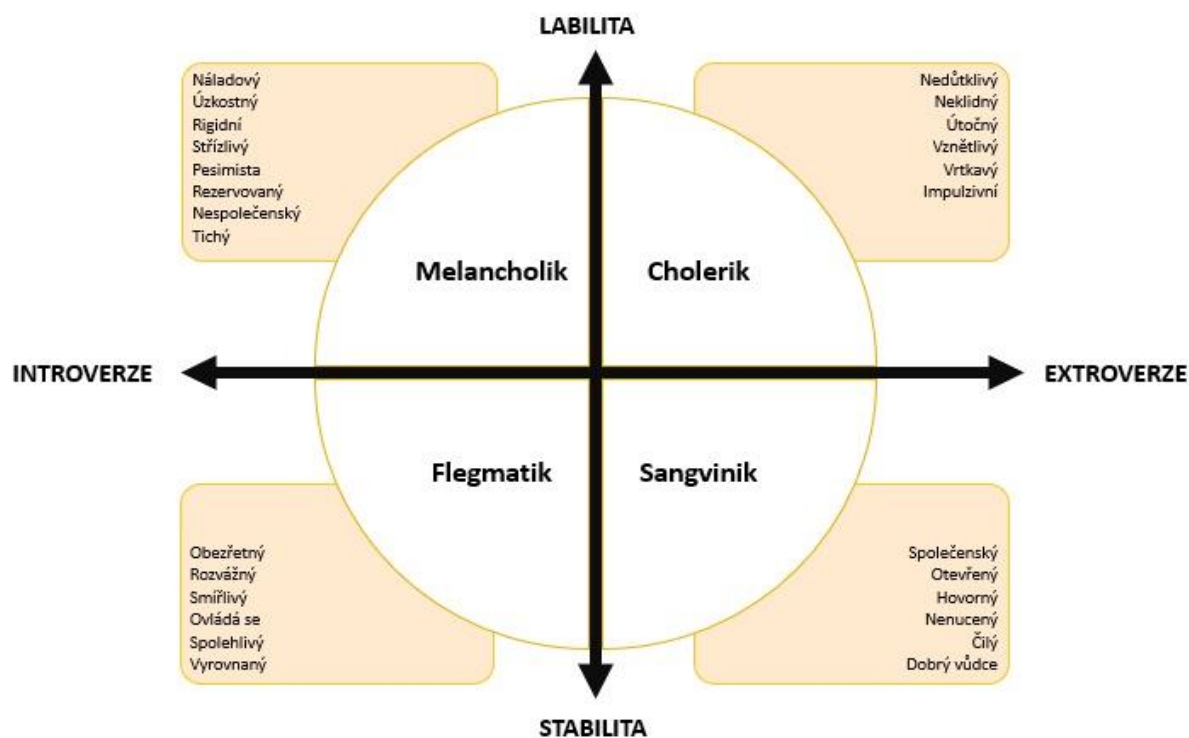 LABILITA
Náladový
Úzkostný
Rigidní
Střízlivý
Pesimista
Rezervovaný
Nespolečenský
Tichý
Nedůtklivý
Neklidný
Útočný
Vznětlivý
Vrtkavý
Impulzivní
Melancholik
Cholerik
INTROVERZE
EXTROVERZE
Flegmatik
Sangvinik
Obezřetný
Rozvážný
Smířlivý
Ovládá se
Spolehlivý
Vyrovnaný
Společenský
Otevřený
Hovorný
Nenucený
Čilý
Dobrý vůdce
STABILITA